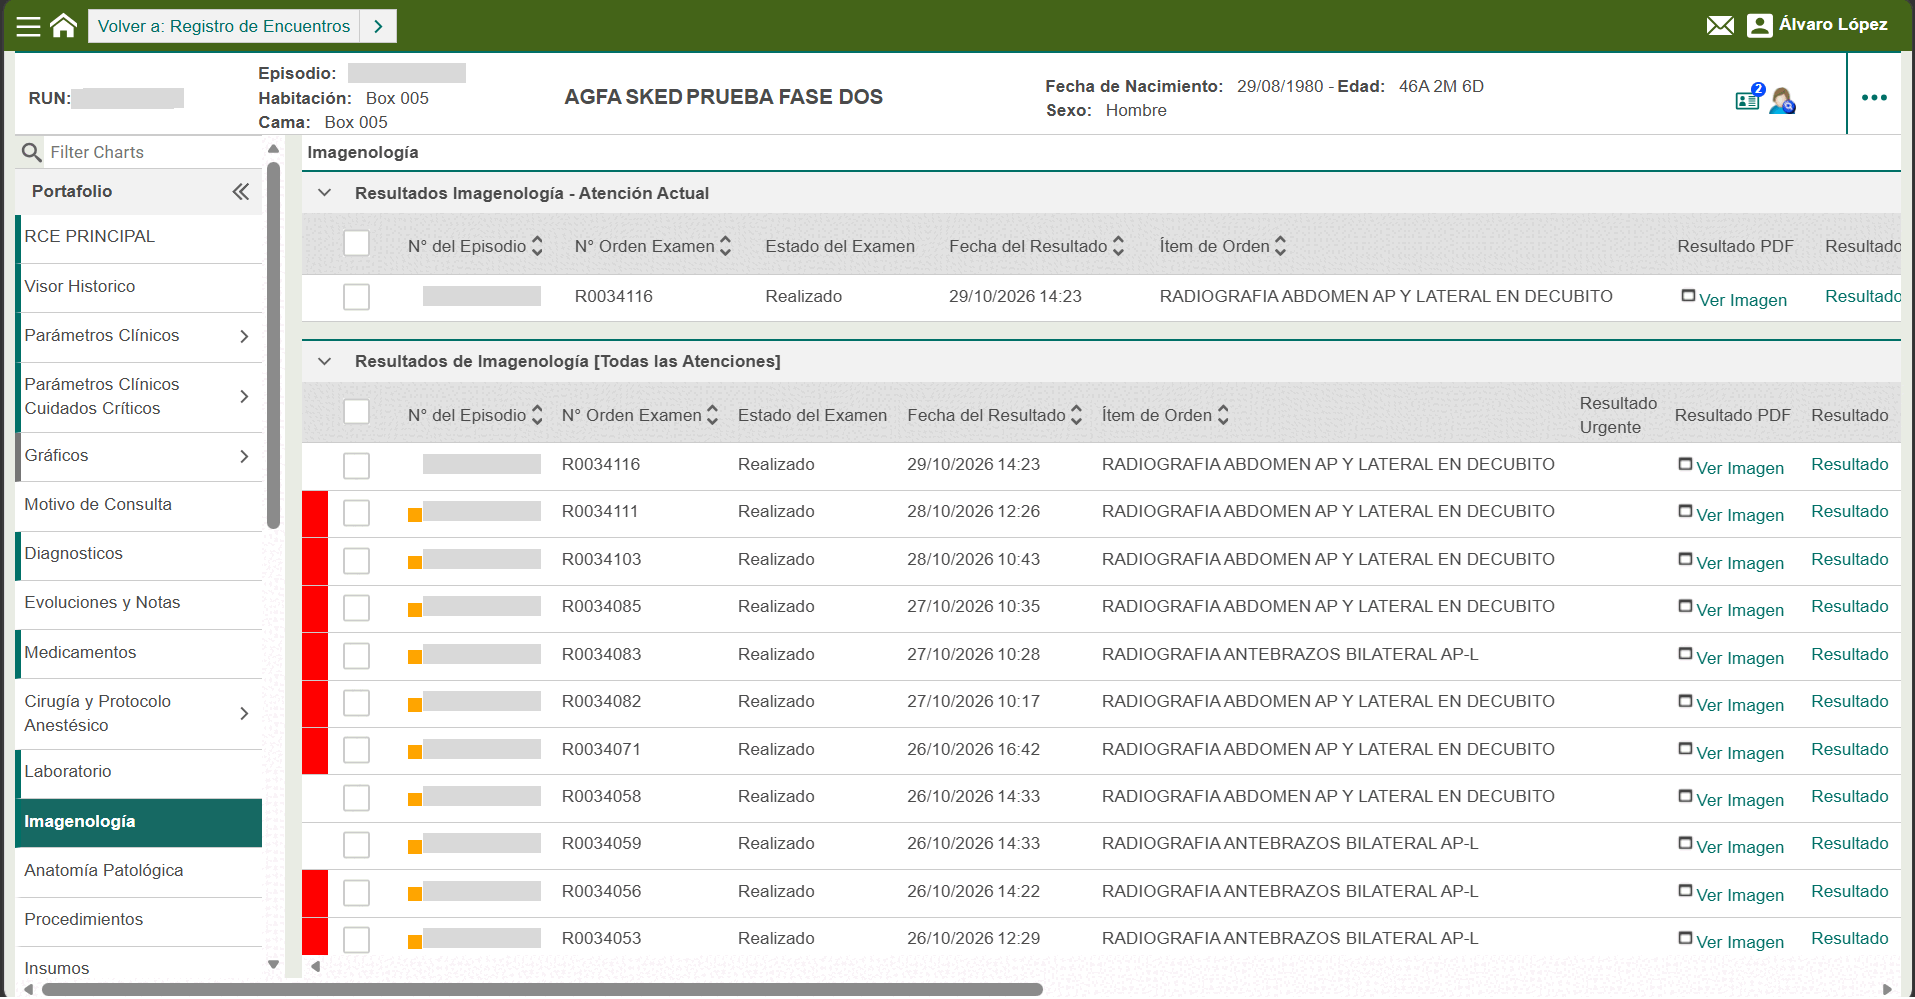 Volver a: Registro de Encuentros
Álvaro López
RUN:
Episodio:
Habitación: Box 005
Cama: Box 005
AGFA SKED PRUEBA FASE DOS
Fecha de Nacimiento: 29/08/1980 - Edad: 46A 2M 6D
Sexo: Hombre
2
Filter Charts
Portafolio
RCE PRINCIPAL
Visor Historico
Parámetros Clínicos
Parámetros Clínicos
Cuidados Críticos
Gráficos
Motivo de Consulta
Diagnosticos
Evoluciones y Notas
Medicamentos
Cirugía y Protocolo
Anestésico
Laboratorio
Imagenología
Anatomía Patológica
Procedimientos
Insumos
Imagenología
Resultados Imagenología - Atención Actual
N° del Episodio N° Orden Examen Estado del Examen Fecha del Resultado Ítem de Orden Resultado PDF Resultado
R0034116 Realizado 29/10/2026 14:23 RADIOGRAFIA ABDOMEN AP Y LATERAL EN DECUBITO Ver Imagen Resultado
Resultados de Imagenología [Todas las Atenciones]
N° del Episodio N° Orden Examen Estado del Examen Fecha del Resultado Ítem de Orden Resultado Urgente Resultado PDF Resultado
R0034116 Realizado 29/10/2026 14:23 RADIOGRAFIA ABDOMEN AP Y LATERAL EN DECUBITO Ver Imagen Resultado
R0034111 Realizado 28/10/2026 12:26 RADIOGRAFIA ABDOMEN AP Y LATERAL EN DECUBITO Ver Imagen Resultado
R0034103 Realizado 28/10/2026 10:43 RADIOGRAFIA ABDOMEN AP Y LATERAL EN DECUBITO Ver Imagen Resultado
R0034085 Realizado 27/10/2026 10:35 RADIOGRAFIA ABDOMEN AP Y LATERAL EN DECUBITO Ver Imagen Resultado
R0034083 Realizado 27/10/2026 10:28 RADIOGRAFIA ANTEBRAZOS BILATERAL AP-L Ver Imagen Resultado
R0034082 Realizado 27/10/2026 10:17 RADIOGRAFIA ABDOMEN AP Y LATERAL EN DECUBITO Ver Imagen Resultado
R0034071 Realizado 26/10/2026 16:42 RADIOGRAFIA ABDOMEN AP Y LATERAL EN DECUBITO Ver Imagen Resultado
R0034058 Realizado 26/10/2026 14:33 RADIOGRAFIA ABDOMEN AP Y LATERAL EN DECUBITO Ver Imagen Resultado
R0034059 Realizado 26/10/2026 14:33 RADIOGRAFIA ANTEBRAZOS BILATERAL AP-L Ver Imagen Resultado
R0034056 Realizado 26/10/2026 14:22 RADIOGRAFIA ANTEBRAZOS BILATERAL AP-L Ver Imagen Resultado
R0034053 Realizado 26/10/2026 12:29 RADIOGRAFIA ANTEBRAZOS BILATERAL AP-L Ver Imagen Resultado